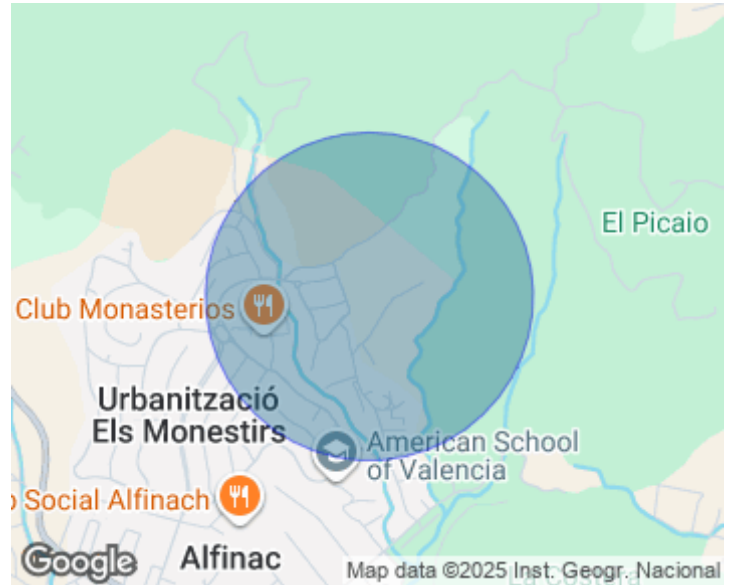 El Picaio
Club Monasterios
Urbanització
Els Monestirs
American School
of Valencia
Social Alfinach
Alfinac
Google
Map data ©2025 Inst. Geogr. Nacional